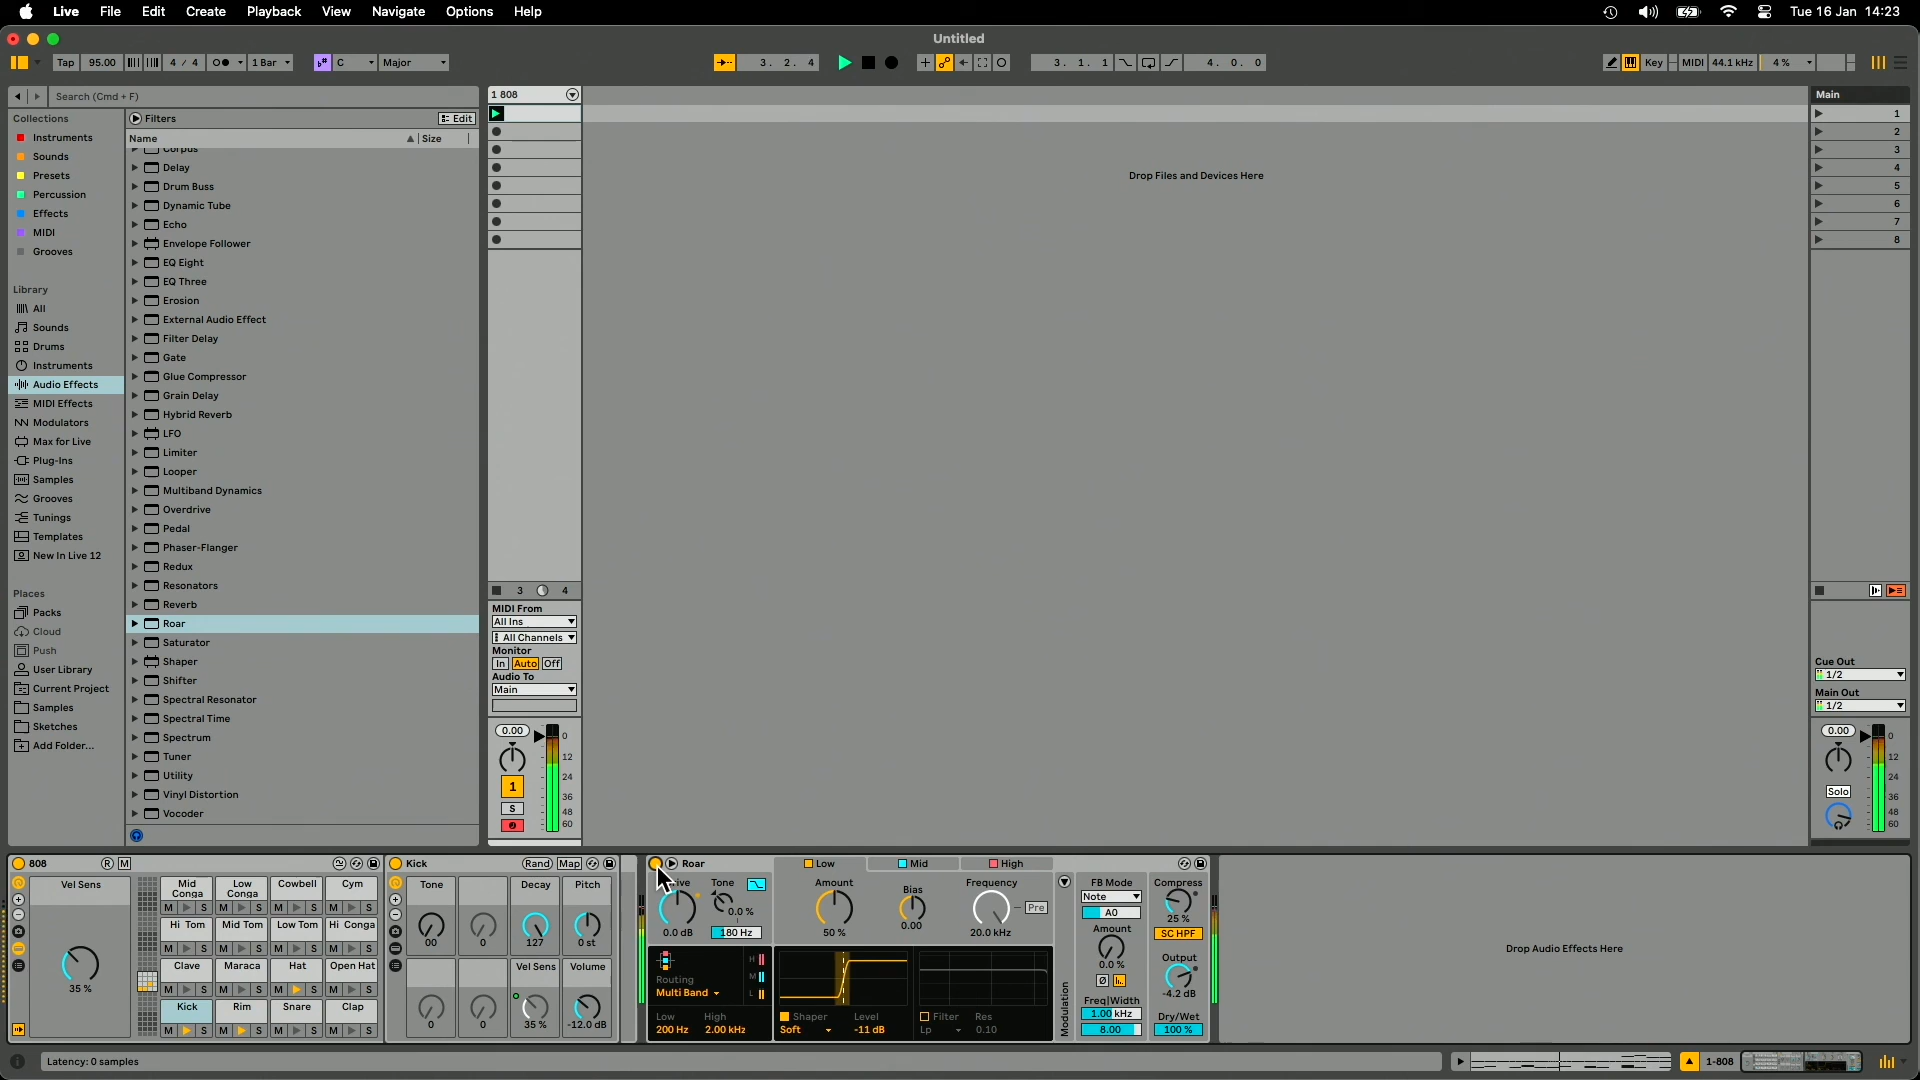 Live File Edit Create Playback View Navigate Options Help Tue 16 Jan 14:23
Untitled
Tap 95.00 4 / 4 1 Bar C Major 3. 2. 4 3. 1. 1 4. 0. 0 Key MIDI 44.1 kHz 4 %
Search (Cmd + F)
Collections
Instruments
Sounds
Presets
Percussion
Effects
MIDI
Grooves
Library
All
Sounds
Drums
Instruments
Audio Effects
MIDI Effects
Modulators
Max for Live
Plug-Ins
Samples
Grooves
Tunings
Templates
New In Live 12
Places
Packs
Cloud
Push
User Library
Current Project
Samples
Sketches
Add Folder...
Filters Edit
Name Size
Corpus
Delay
Drum Buss
Dynamic Tube
Echo
Envelope Follower
EQ Eight
EQ Three
Erosion
External Audio Effect
Filter Delay
Gate
Glue Compressor
Grain Delay
Hybrid Reverb
LFO
Limiter
Looper
Multiband Dynamics
Overdrive
Pedal
Phaser-Flanger
Redux
Resonators
Reverb
Roar
Saturator
Shaper
Shifter
Spectral Resonator
Spectral Time
Spectrum
Tuner
Utility
Vinyl Distortion
Vocoder
1 808
3 4
MIDI From
All Ins
All Channels
Monitor
In Auto Off
Audio To
Main
0.00
0
12
24
36
48
60
1
S
Drop Files and Devices Here
Main
1
2
3
4
5
6
7
8
Cue Out
1/2
Main Out
1/2
0.00
0
12
24
36
48
60
Solo
808 R M
Vel Sens
35 %
Mid Conga Low Conga Cowbell Cym
M S M S M S M S
Hi Tom Mid Tom Low Tom Hi Conga
M S M S M S M S
Clave Maraca Hat Open Hat
M S M S M S M S
Kick Rim Snare Clap
M S M S M S M S
Kick Rand Map
Tone Decay Pitch
00 0 127 0 st
Vel Sens Volume
0 0 35 % -12.0 dB
Roar Low Mid High
Tone
0.0 dB 0.0 % 180 Hz
Routing
Multi Band
H
M
L
Low High
200 Hz 2.00 kHz
Amount Bias Frequency
50 % 0.00 20.0 kHz Pre
Shaper Level
Soft -11 dB
Filter Res
Lp 0.10
Modulation
FB Mode
Note
A0
Amount
0.0 %
Ø
Freq|Width
1.00 kHz
8.00
Compress
25 %
SC HPF
Output
-4.2 dB
Dry/Wet
100 %
Drop Audio Effects Here
Latency: 0 samples 1-808